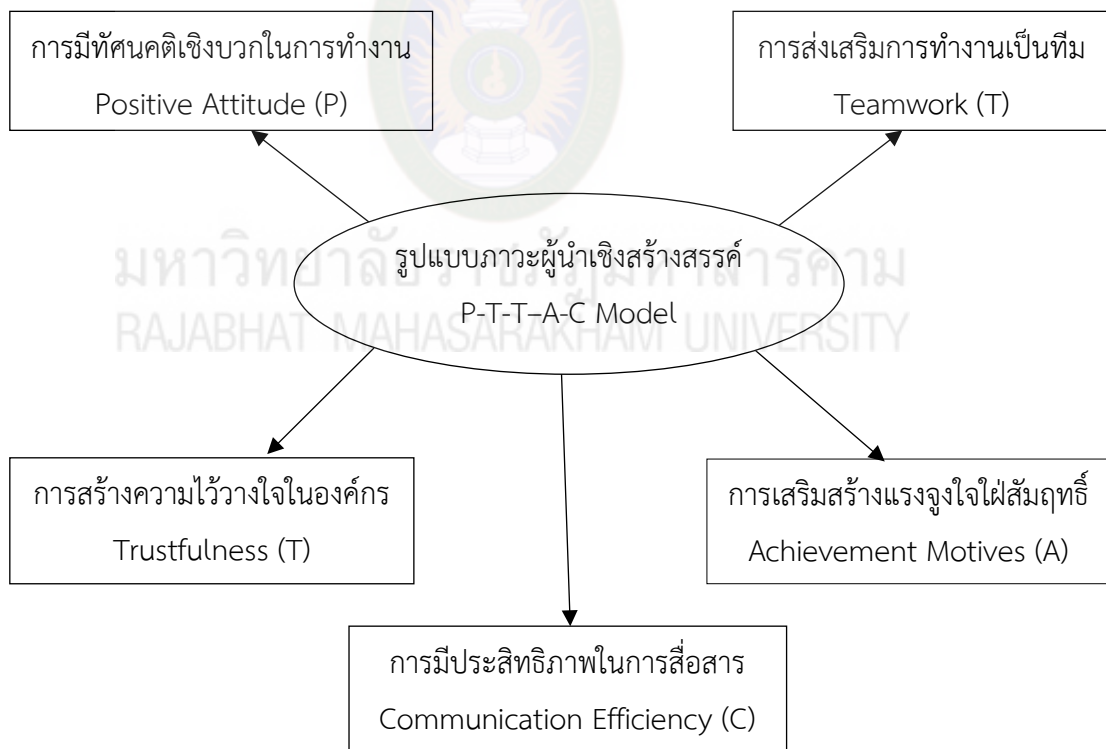 การมีทัศนคติเชิงบวกในการทำงาน
Positive Attitude (P)
การส่งเสริมการทำงานเป็นทีม
Teamwork (T)
รูปแบบภาวะผู้นำเชิงสร้างสรรค์
P-T-T–A-C Model
มหาวิทยาลัยราชภัฏมหาสารคาม
RAJABHAT MAHASARAKHAM UNIVERSITY
การสร้างความไว้วางใจในองค์กร
Trustfulness (T)
การเสริมสร้างแรงจูงใจใฝ่สัมฤทธิ์
Achievement Motives (A)
การมีประสิทธิภาพในการสื่อสาร
Communication Efficiency (C)